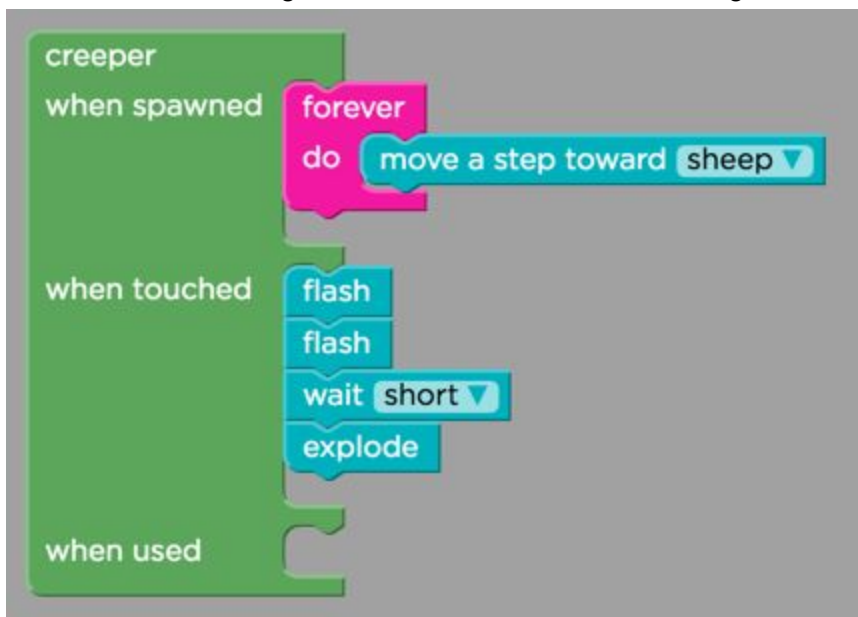 creeper
when spawned forever
do move a step toward sheep
when touched flash
flash
wait short
explode
when used